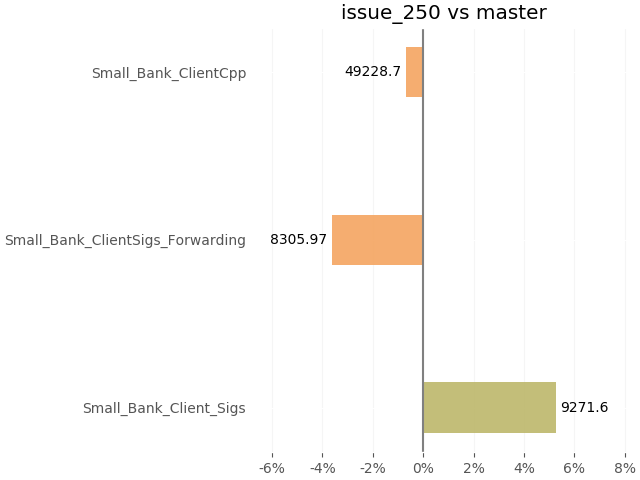 issue_250 vs master
Small_Bank_ClientCpp
49228.7
Small_Bank_ClientSigs_Forwarding
8305.97
Small_Bank_Client_Sigs
9271.6
-6% -4% -2% 0% 2% 4% 6% 8%